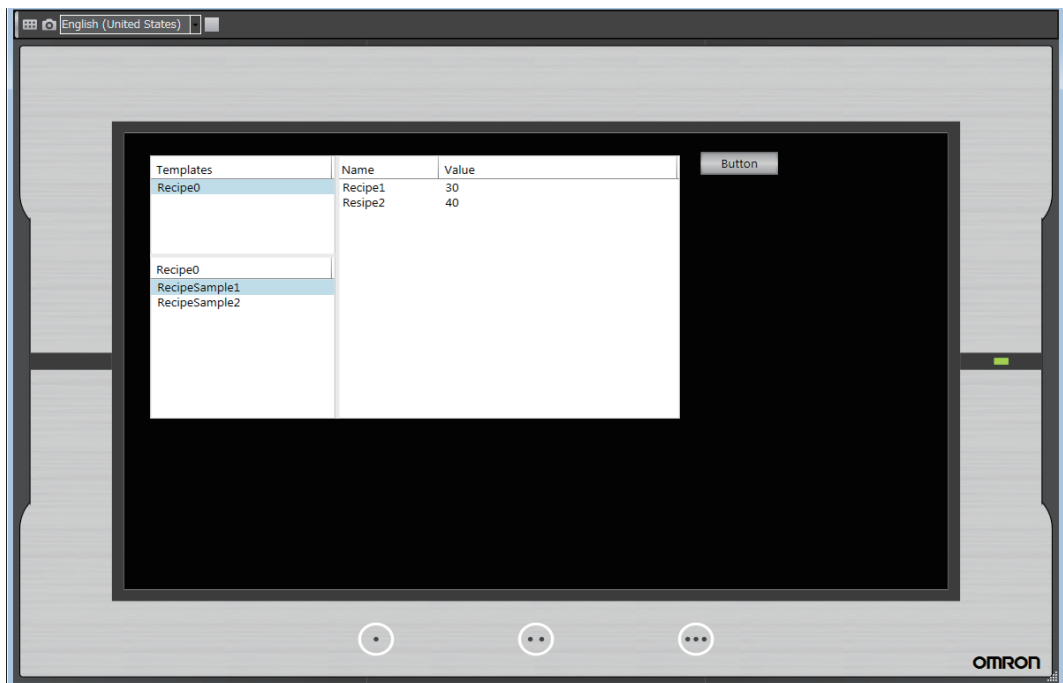 English (United States)
Templates
Name Value
Button
Recipe0
Recipe1 30
Resipe2 40
Recipe0
RecipeSample1
RecipeSample2
OMRON